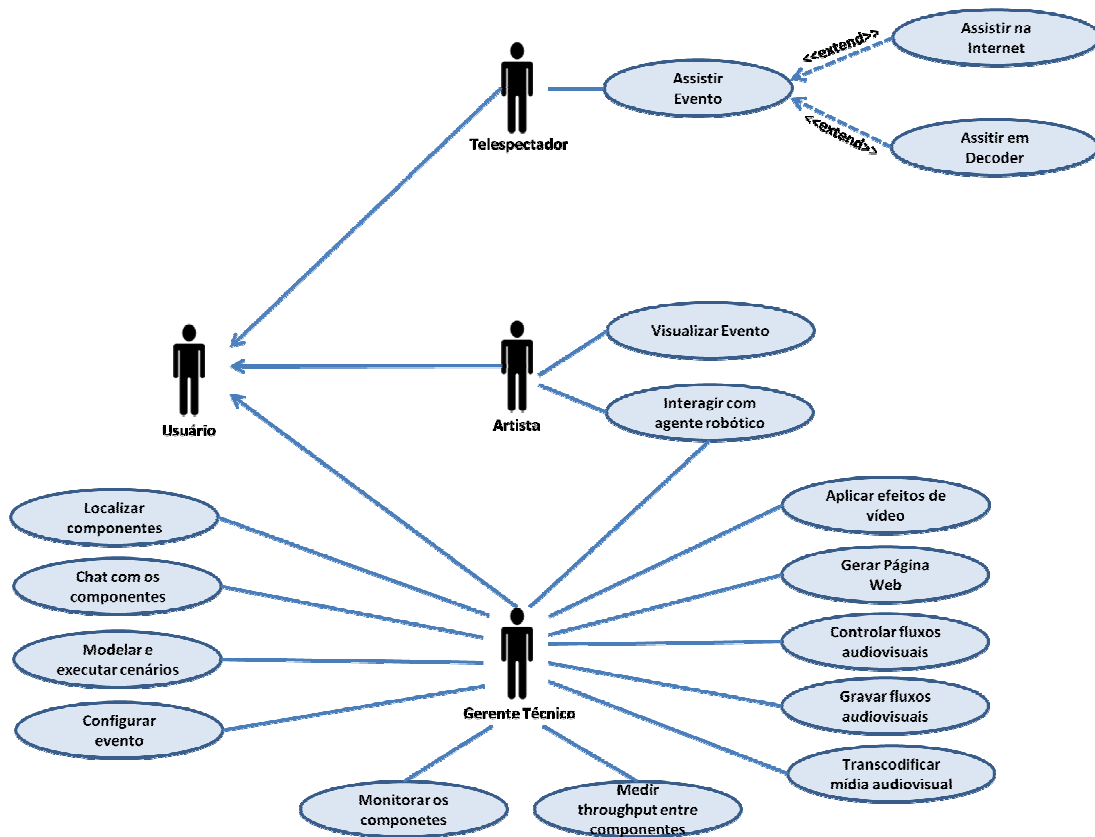 Assistir na
Internet
<<extend>>
Assistir
Evento
<<extend>>
Assitir em
Decoder
Telespectador
Visualizar Evento
Interagir com
agente robótico
Usuário
Artista
Localizar
componentes
Aplicar efeitos de
vídeo
Chat com os
componentes
Gerar Página
Web
Modelar e
executar cenários
Controlar fluxos
audiovisuais
Configurar
evento
Gerente Técnico
Gravar fluxos
audiovisuais
Transcodificar
mídia audiovisual
Monitorar os
componetes
Medir
throughput entre
componentes